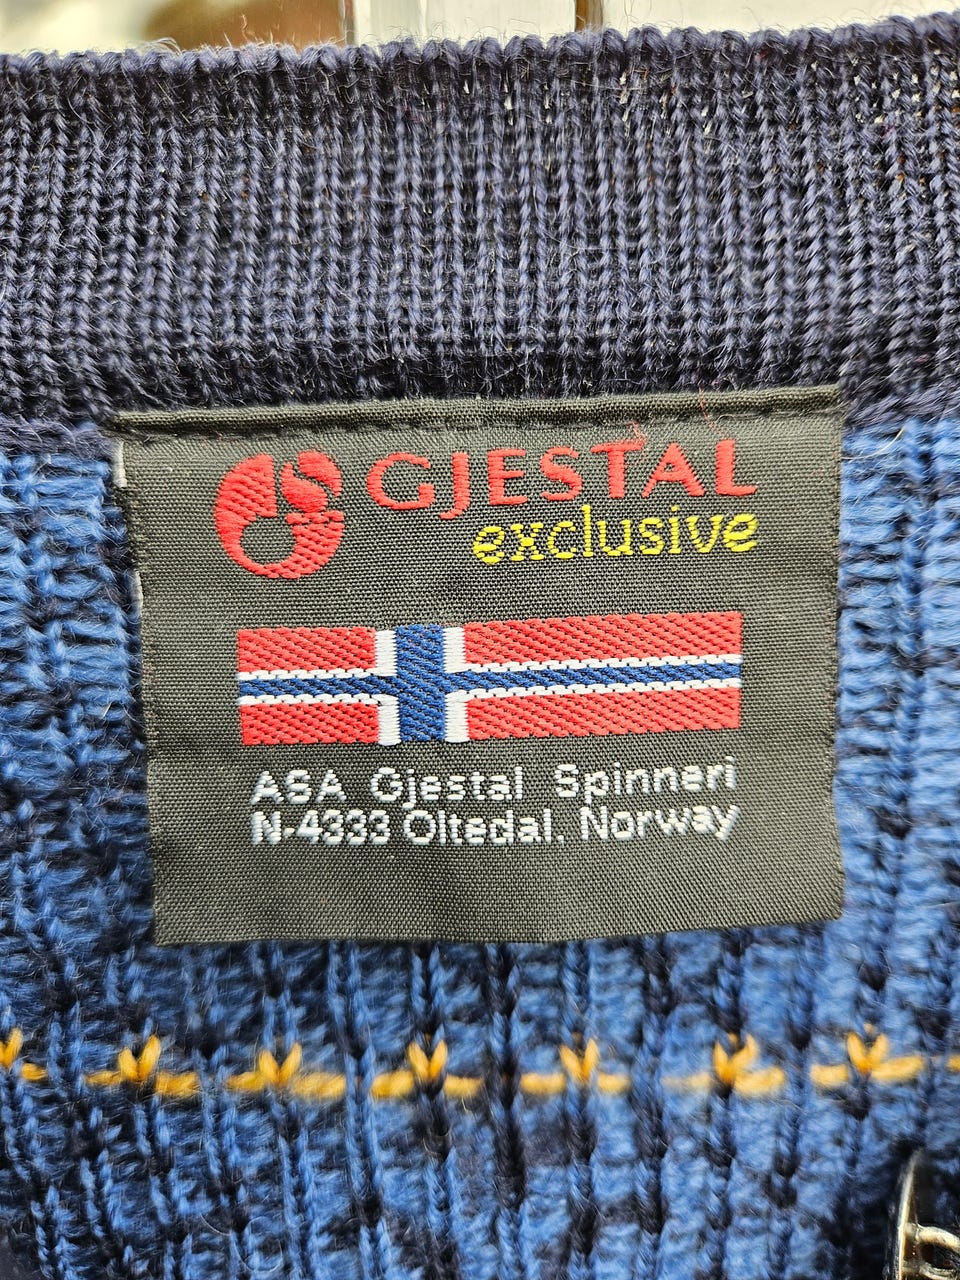 GJESTAL
exclusive
ASA Gjestal Spinneri
N-4333 Oltedal, Norway